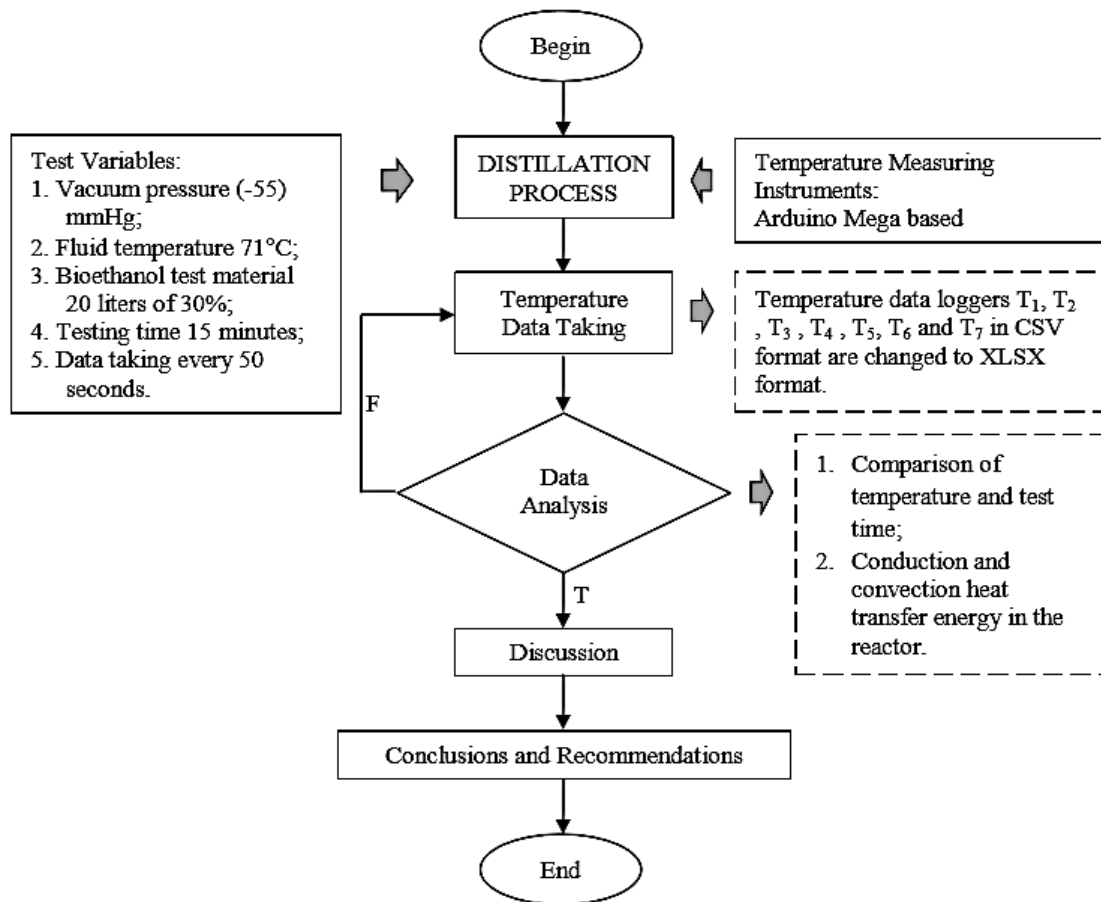 Begin
Test Variables:
1. Vacuum pressure (-55)
mmHg;
2. Fluid temperature 71°C;
3. Bioethanol test material
20 liters of 30%;
4. Testing time 15 minutes;
5. Data taking every 50
seconds.
DISTILLATION
PROCESS
Temperature Measuring
Instruments:
Arduino Mega based
Temperature
Data Taking
Temperature data loggers T₁, T₂
, T₃ , T₄ , T₅, T₆ and T₇ in CSV
format are changed to XLSX
format.
F
Data
Analysis
1. Comparison of
temperature and test
time;
2. Conduction and
convection heat
transfer energy in the
reactor.
T
Discussion
Conclusions and Recommendations
End